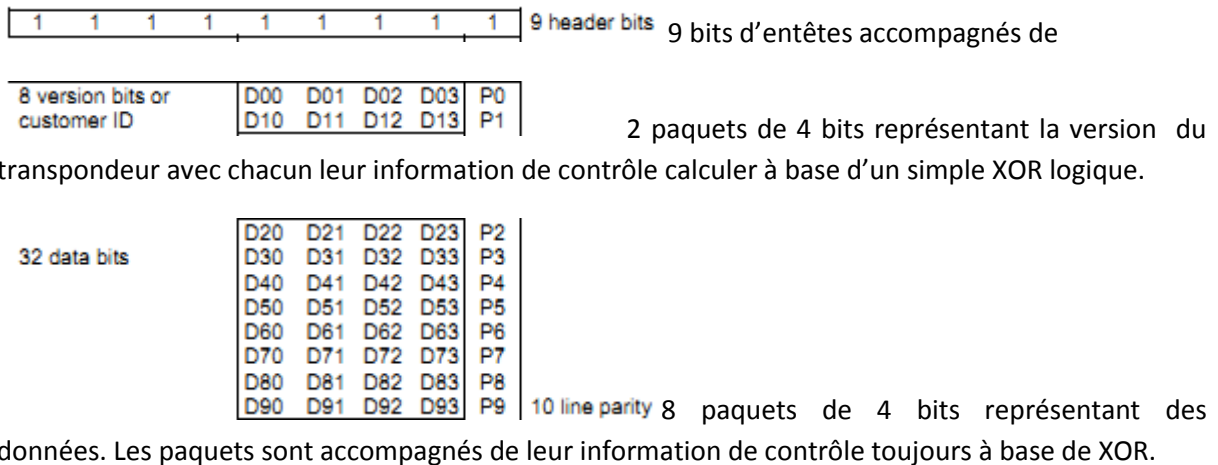 1 1 1 1 1 1 1 1 1 9 header bits 9 bits d’entêtes accompagnés de
8 version bits or D00 D01 D02 D03 P0
customer ID D10 D11 D12 D13 P1
2 paquets de 4 bits représentant la version du
transpondeur avec chacun leur information de contrôle calculer à base d’un simple XOR logique.
D20 D21 D22 D23 P2
32 data bits D30 D31 D32 D33 P3
D40 D41 D42 D43 P4
D50 D51 D52 D53 P5
D60 D61 D62 D63 P6
D70 D71 D72 D73 P7
D80 D81 D82 D83 P8
D90 D91 D92 D93 P9 10 line parity 8 paquets de 4 bits représentant des
données. Les paquets sont accompagnés de leur information de contrôle toujours à base de XOR.